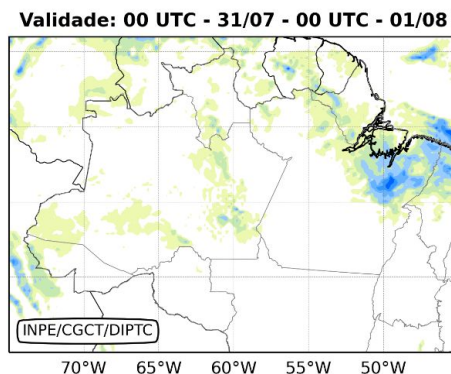 Validade: 00 UTC - 31/07 - 00 UTC - 01/08
INPE/CGCT/DIPTC
70°W 65°W 60°W 55°W 50°W